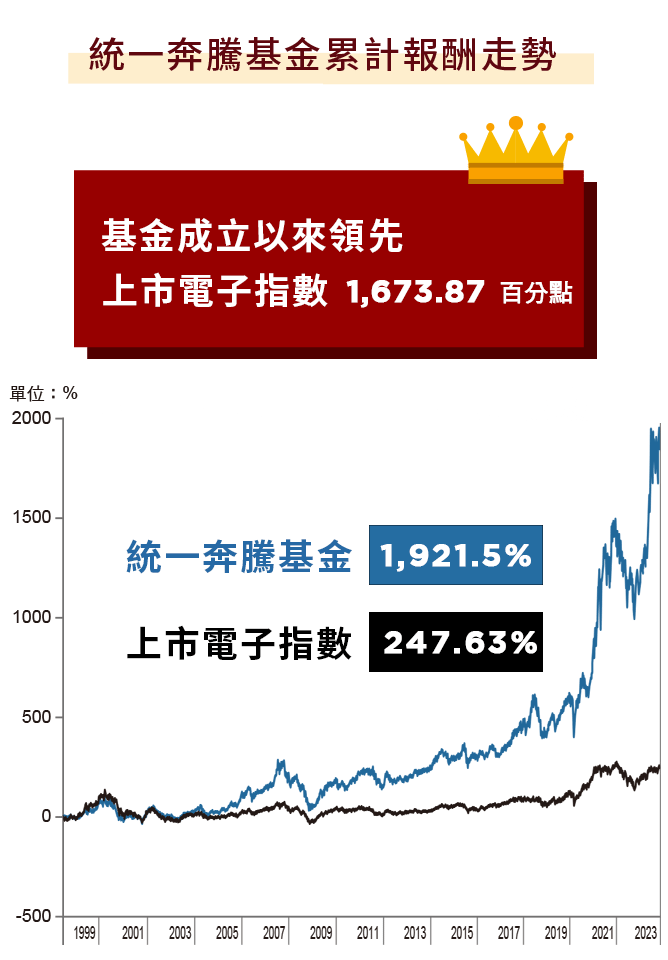 統一奔騰基金累計報酬走勢
基金成立以來領先
上市電子指數 1,673.87 百分點
單位：%
2000
1500
統一奔騰基金 1,921.5%
1000
上市電子指數 247.63%
500
0
-500
1999 2001 2003 2005 2007 2009 2011 2013 2015 2017 2019 2021 2023